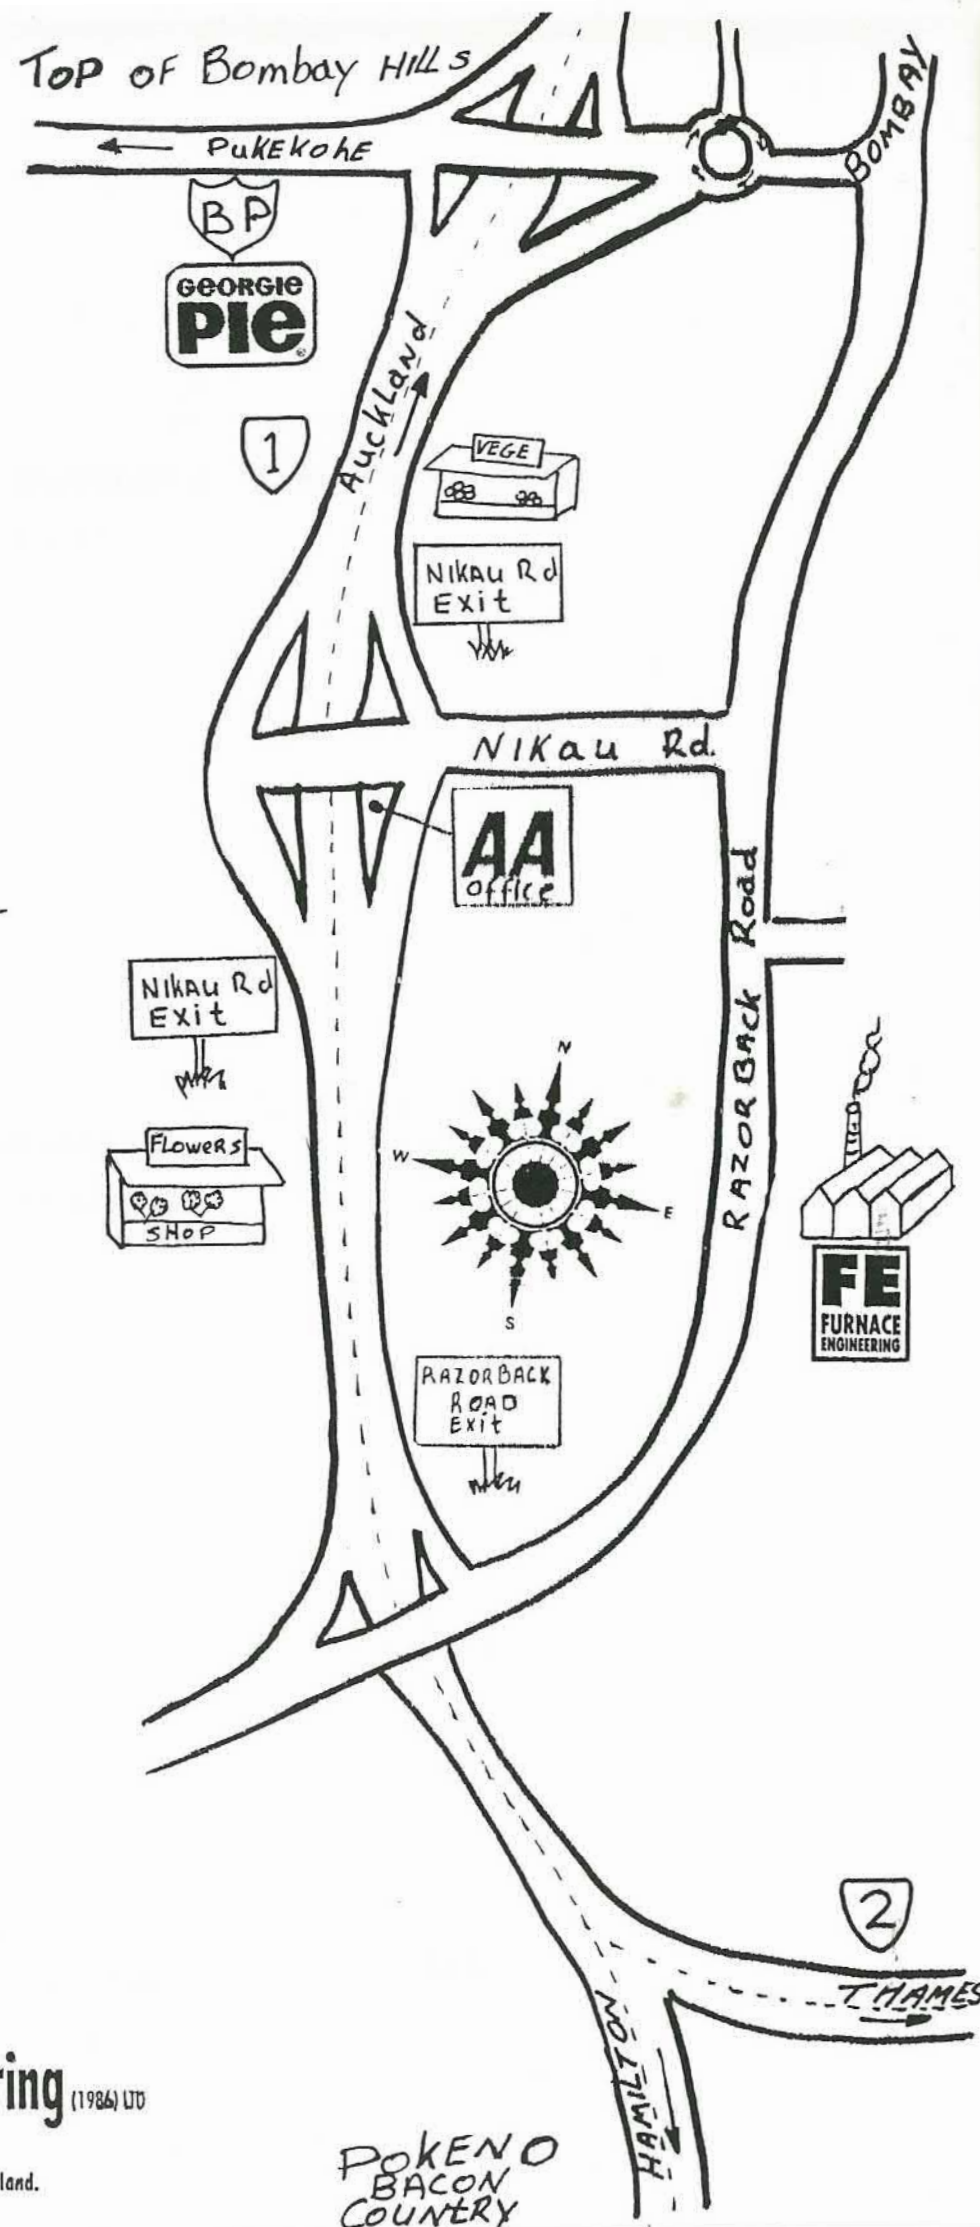 Top of Bombay Hills
BOMBAY
PUKEKOhE
BP
GEORGIE
PIE
®
AuckLaNd
1
VEGE
NIKAU Rd
Exit
NIKau Rd.
AA
Office
RAZORBAcK Road
NIKAU Rd
Exit
N
W
E
S
FLOWERS
SHOP
FE
FURNACE
ENGINEERING
RAZORBACK
ROAD
Exit
2
THAMES
HAMILTON
ring (1986) LTD
land.
POKENO
BACON
COUNTRY